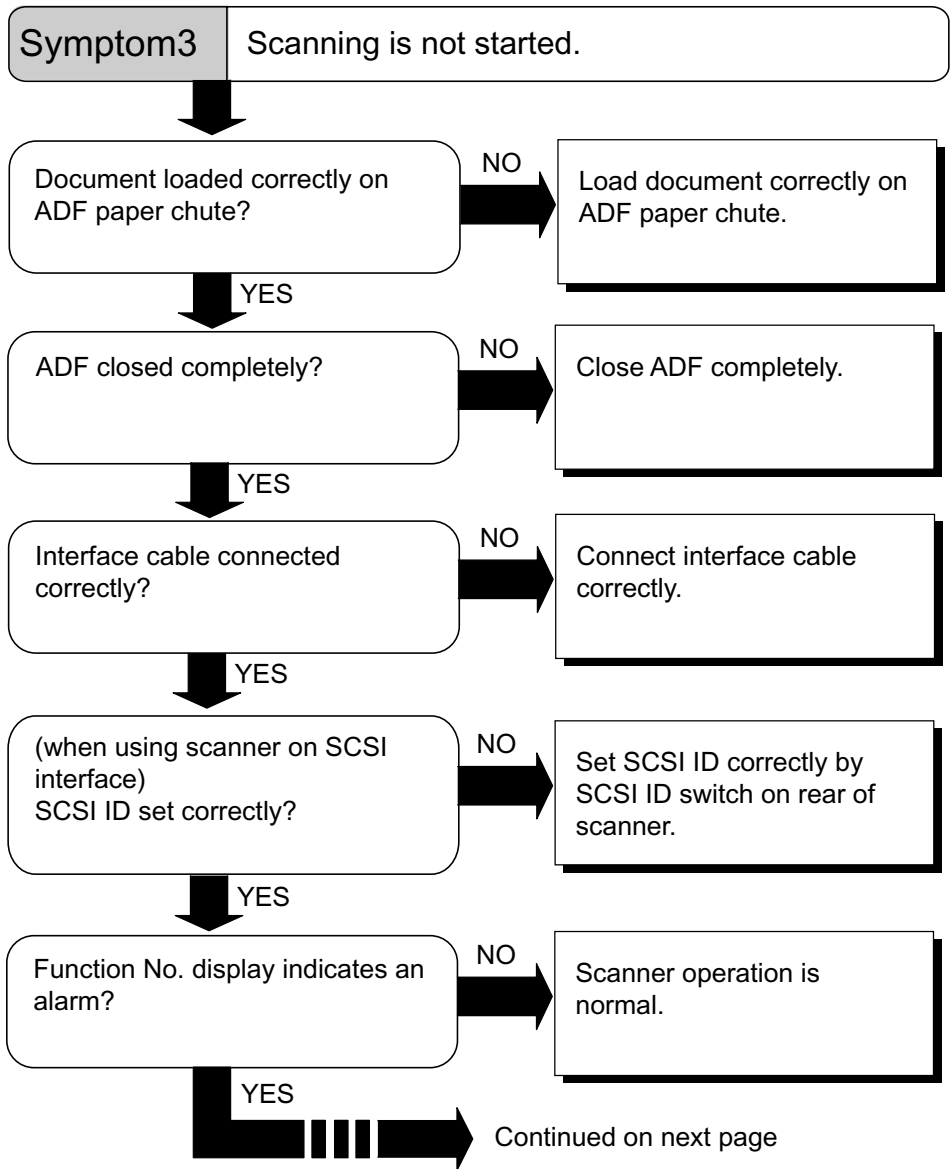 Symptom3
Scanning is not started.
Document loaded correctly on
ADF paper chute?
NO
Load document correctly on
ADF paper chute.
YES
ADF closed completely?
NO
Close ADF completely.
YES
Interface cable connected
correctly?
NO
Connect interface cable
correctly.
YES
(when using scanner on SCSI
interface)
SCSI ID set correctly?
NO
Set SCSI ID correctly by
SCSI ID switch on rear of
scanner.
YES
Function No. display indicates an
alarm?
NO
Scanner operation is
normal.
YES
Continued on next page